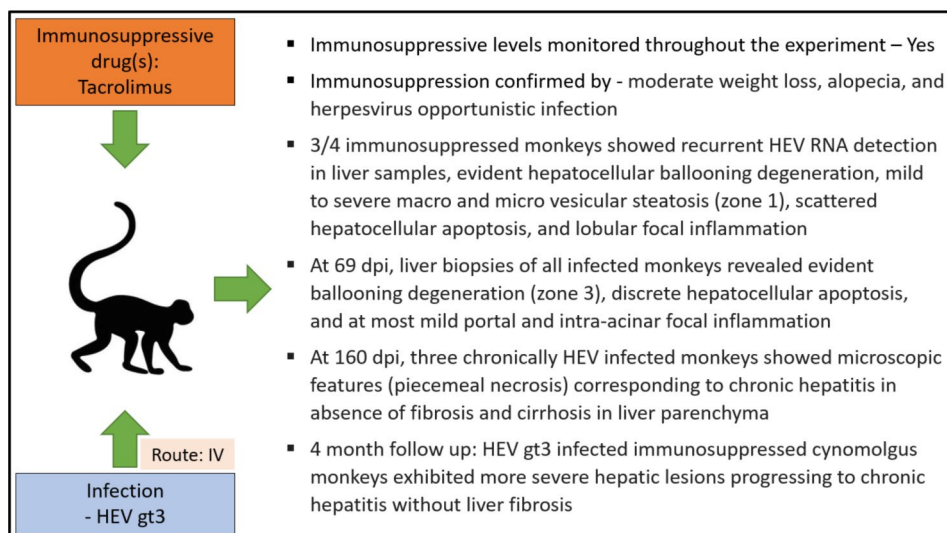 Immunosuppressive
drug(s):
Tacrolimus
▪ Immunosuppressive levels monitored throughout the experiment – Yes
▪ Immunosuppression confirmed by - moderate weight loss, alopecia, and
herpesvirus opportunistic infection
▪ 3/4 immunosuppressed monkeys showed recurrent HEV RNA detection
in liver samples, evident hepatocellular ballooning degeneration, mild
to severe macro and micro vesicular steatosis (zone 1), scattered
hepatocellular apoptosis, and lobular focal inflammation
▪ At 69 dpi, liver biopsies of all infected monkeys revealed evident
ballooning degeneration (zone 3), discrete hepatocellular apoptosis,
and at most mild portal and intra-acinar focal inflammation
▪ At 160 dpi, three chronically HEV infected monkeys showed microscopic
features (piecemeal necrosis) corresponding to chronic hepatitis in
absence of fibrosis and cirrhosis in liver parenchyma
▪ 4 month follow up: HEV gt3 infected immunosuppressed cynomolgus
monkeys exhibited more severe hepatic lesions progressing to chronic
hepatitis without liver fibrosis
Route: IV
Infection
- HEV gt3